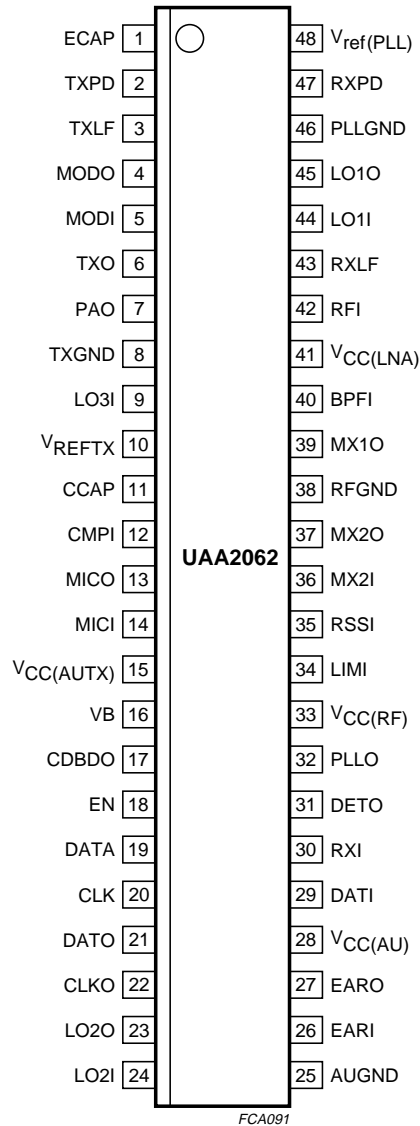 ECAP 1 48 Vref(PLL)
TXPD 2 47 RXPD
TXLF 3 46 PLLGND
MODO 4 45 LO1O
MODI 5 44 LO1I
TXO 6 43 RXLF
PAO 7 42 RFI
TXGND 8 41 VCC(LNA)
LO3I 9 40 BPFI
VREFTX 10 39 MX1O
CCAP 11 38 RFGND
CMPI 12 37 MX2O
UAA2062
MICO 13 36 MX2I
MICI 14 35 RSSI
VCC(AUTX) 15 34 LIMI
VB 16 33 VCC(RF)
CDBDO 17 32 PLLO
EN 18 31 DETO
DATA 19 30 RXI
CLK 20 29 DATI
DATO 21 28 VCC(AU)
CLKO 22 27 EARO
LO2O 23 26 EARI
LO2I 24 25 AUGND
FCA091